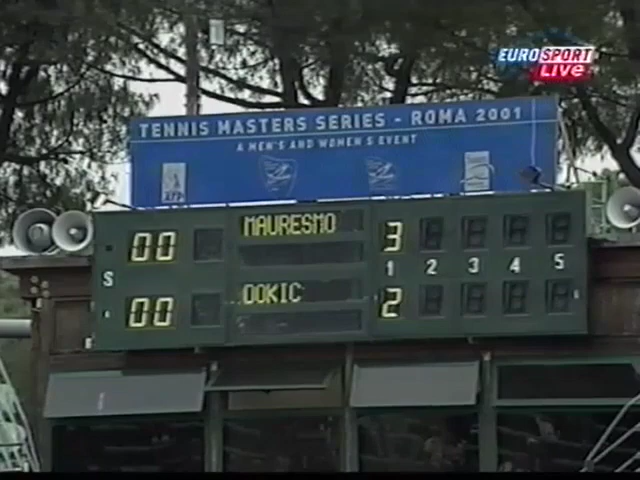 EUROSPORT
LIVE
TENNIS MASTERS SERIES - ROMA 2001
A MEN'S AND WOMEN'S EVENT
ATP
00 MAURESMO 3
S 1 2 3 4 5
00 DOKIC 2